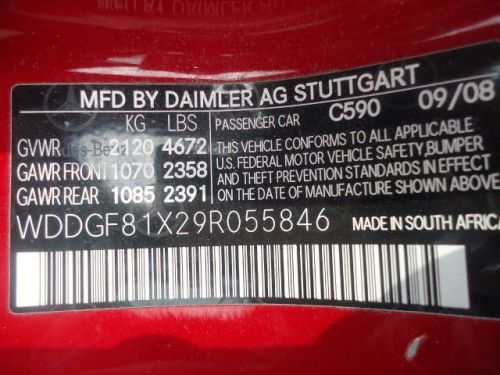 BY DAIMLER
MFD BY DAIMLER AG STUTTGART
KG LBS PASSENGER CAR C590 09/08
GVWR 2120 4672
GAWR FRONT 1070 2358
GAWR REAR 1085 2391
THIS VEHICLE CONFORMS TO ALL APPLICABLE
U.S. FEDERAL MOTOR VEHICLE SAFETY, BUMPER
AND THEFT PREVENTION STANDARDS IN EFFECT
ON THE DATE OF MANUFACTURE SHOWN ABOVE.
WDDGF81X29R055846 MADE IN SOUTH AFRICA